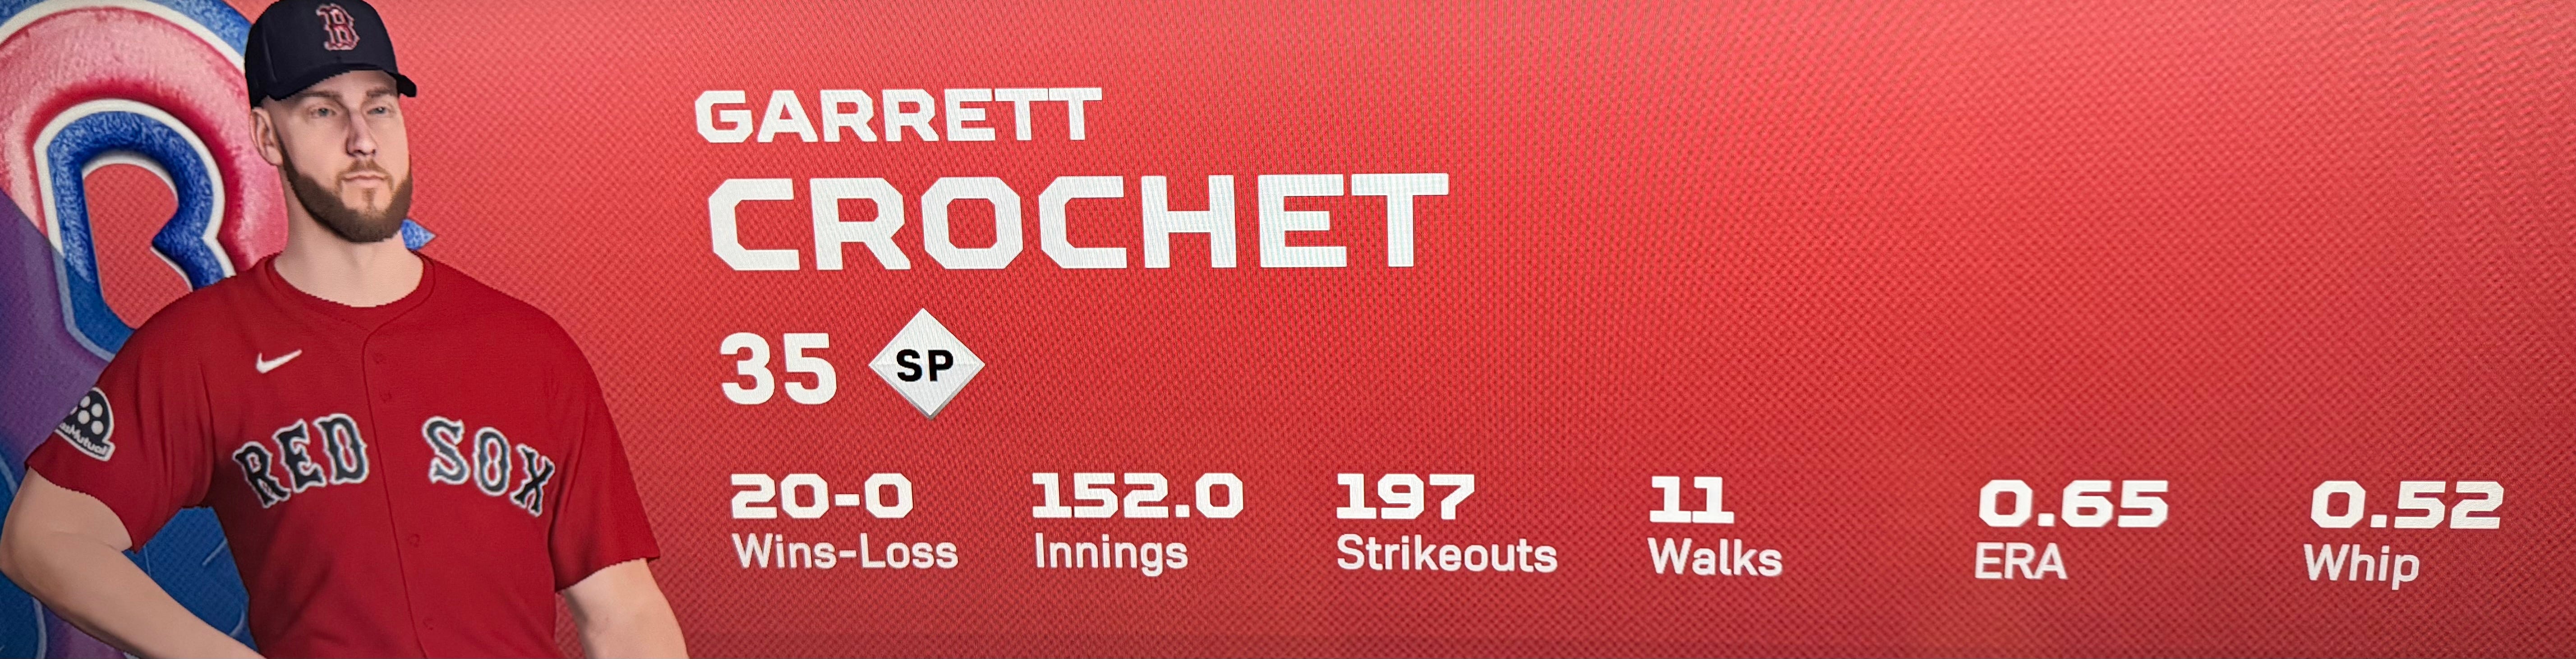 B
GARRETT
CROCHET
35 SP
RED SOX
20-0 152.0 197 11 0.65 0.52
Wins-Loss Innings Strikeouts Walks ERA Whip